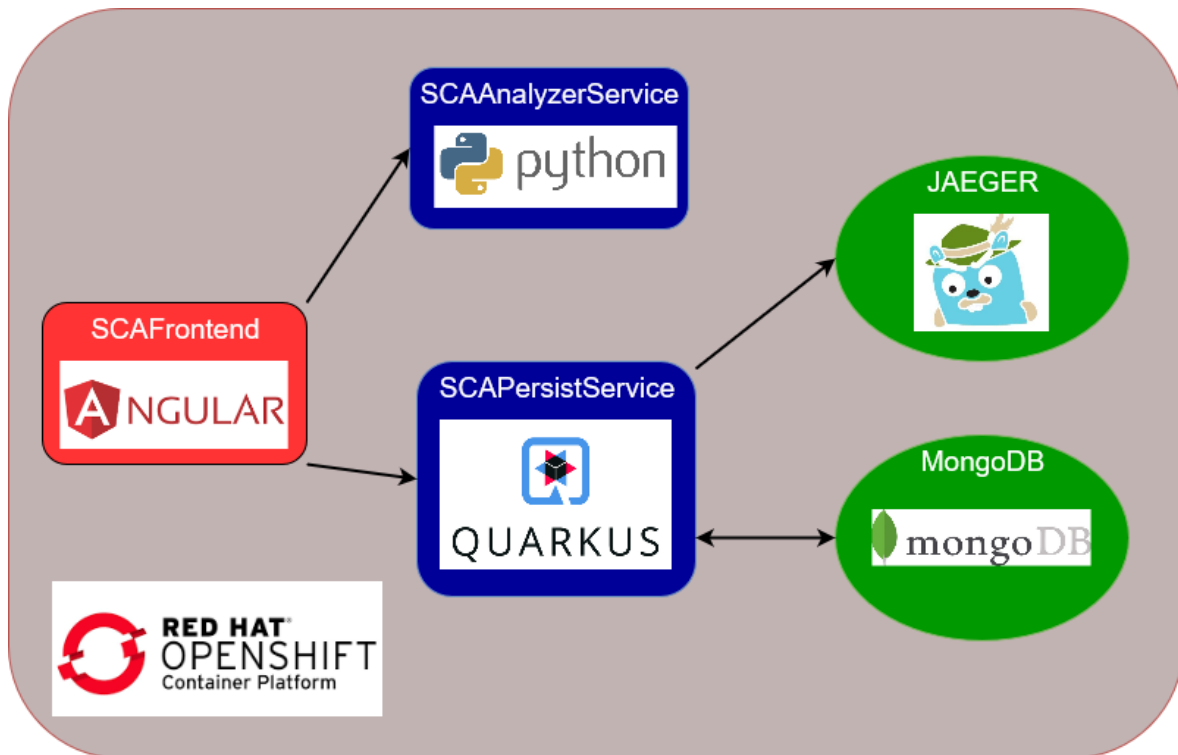 SCAAnalyzerService
python
JAEGER
SCAFrontend
ANGULAR
SCAPersistService
QUARKUS
MongoDB
mongoDB
RED HAT®
OPENSHIFT
Container Platform